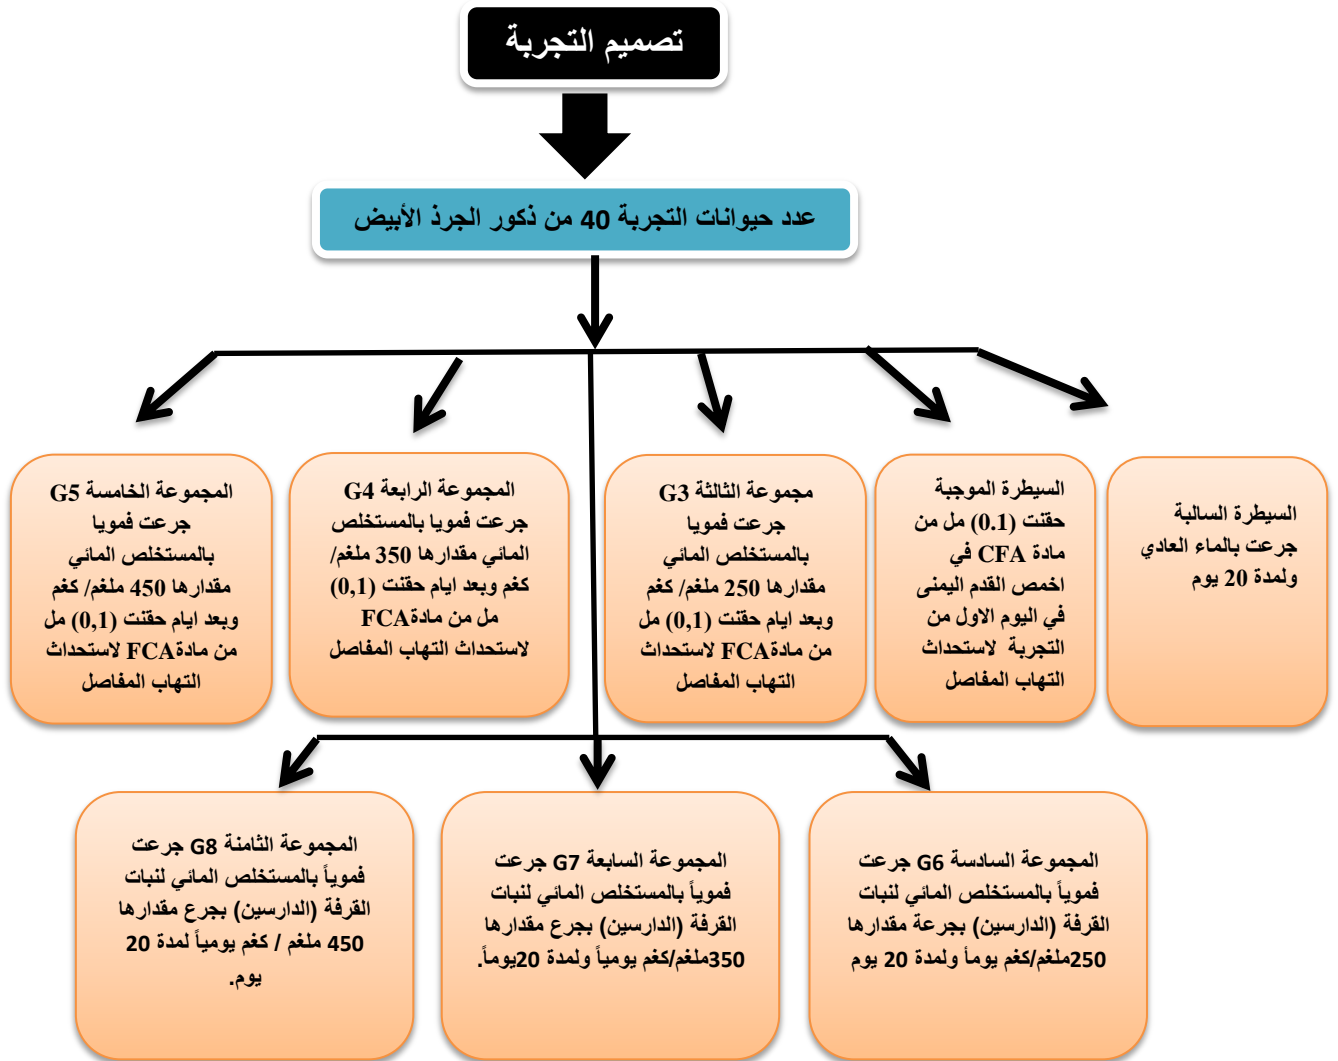 تصميم التجربة
عدد حيوانات التجربة 40 من ذكور الجرذ الأبيض
السيطرة السالبة
جرعت بالماء العادي
ولمدة 20 يوم
السيطرة الموجبة
حقنت (0.1) مل من
مادة CFA في
اخمص القدم اليمنى
في اليوم الاول من
التجربة لاستحداث
التهاب المفاصل
مجموعة الثالثة G3
جرعت فمويا
بالمستخلص المائي
مقدارها 250 ملغم/ كغم
وبعد ايام حقنت (0,1) مل
من مادةFCA لاستحداث
التهاب المفاصل
المجموعة الرابعة G4
جرعت فمويا بالمستخلص
المائي مقدارها 350 ملغم/
كغم وبعد ايام حقنت (0,1)
مل من مادةFCA
لاستحداث التهاب المفاصل
المجموعة الخامسة G5
جرعت فمويا
بالمستخلص المائي
مقدارها 450 ملغم/ كغم
وبعد ايام حقنت (0,1) مل
من مادةFCA لاستحداث
التهاب المفاصل
المجموعة السادسة G6 جرعت
فموياً بالمستخلص المائي لنبات
القرفة (الدارسين) بجرعة مقدارها
250ملغم/كغم يومأ ولمدة 20 يوم
المجموعة السابعة G7 جرعت
فموياً بالمستخلص المائي لنبات
القرفة (الدارسين) بجرع مقدارها
350ملغم/كغم يومياً ولمدة 20يوماً.
المجموعة الثامنة G8 جرعت
فموياً بالمستخلص المائي لنبات
القرفة (الدارسين) بجرع مقدارها
450 ملغم / كغم يومياً لمدة 20
يوم.